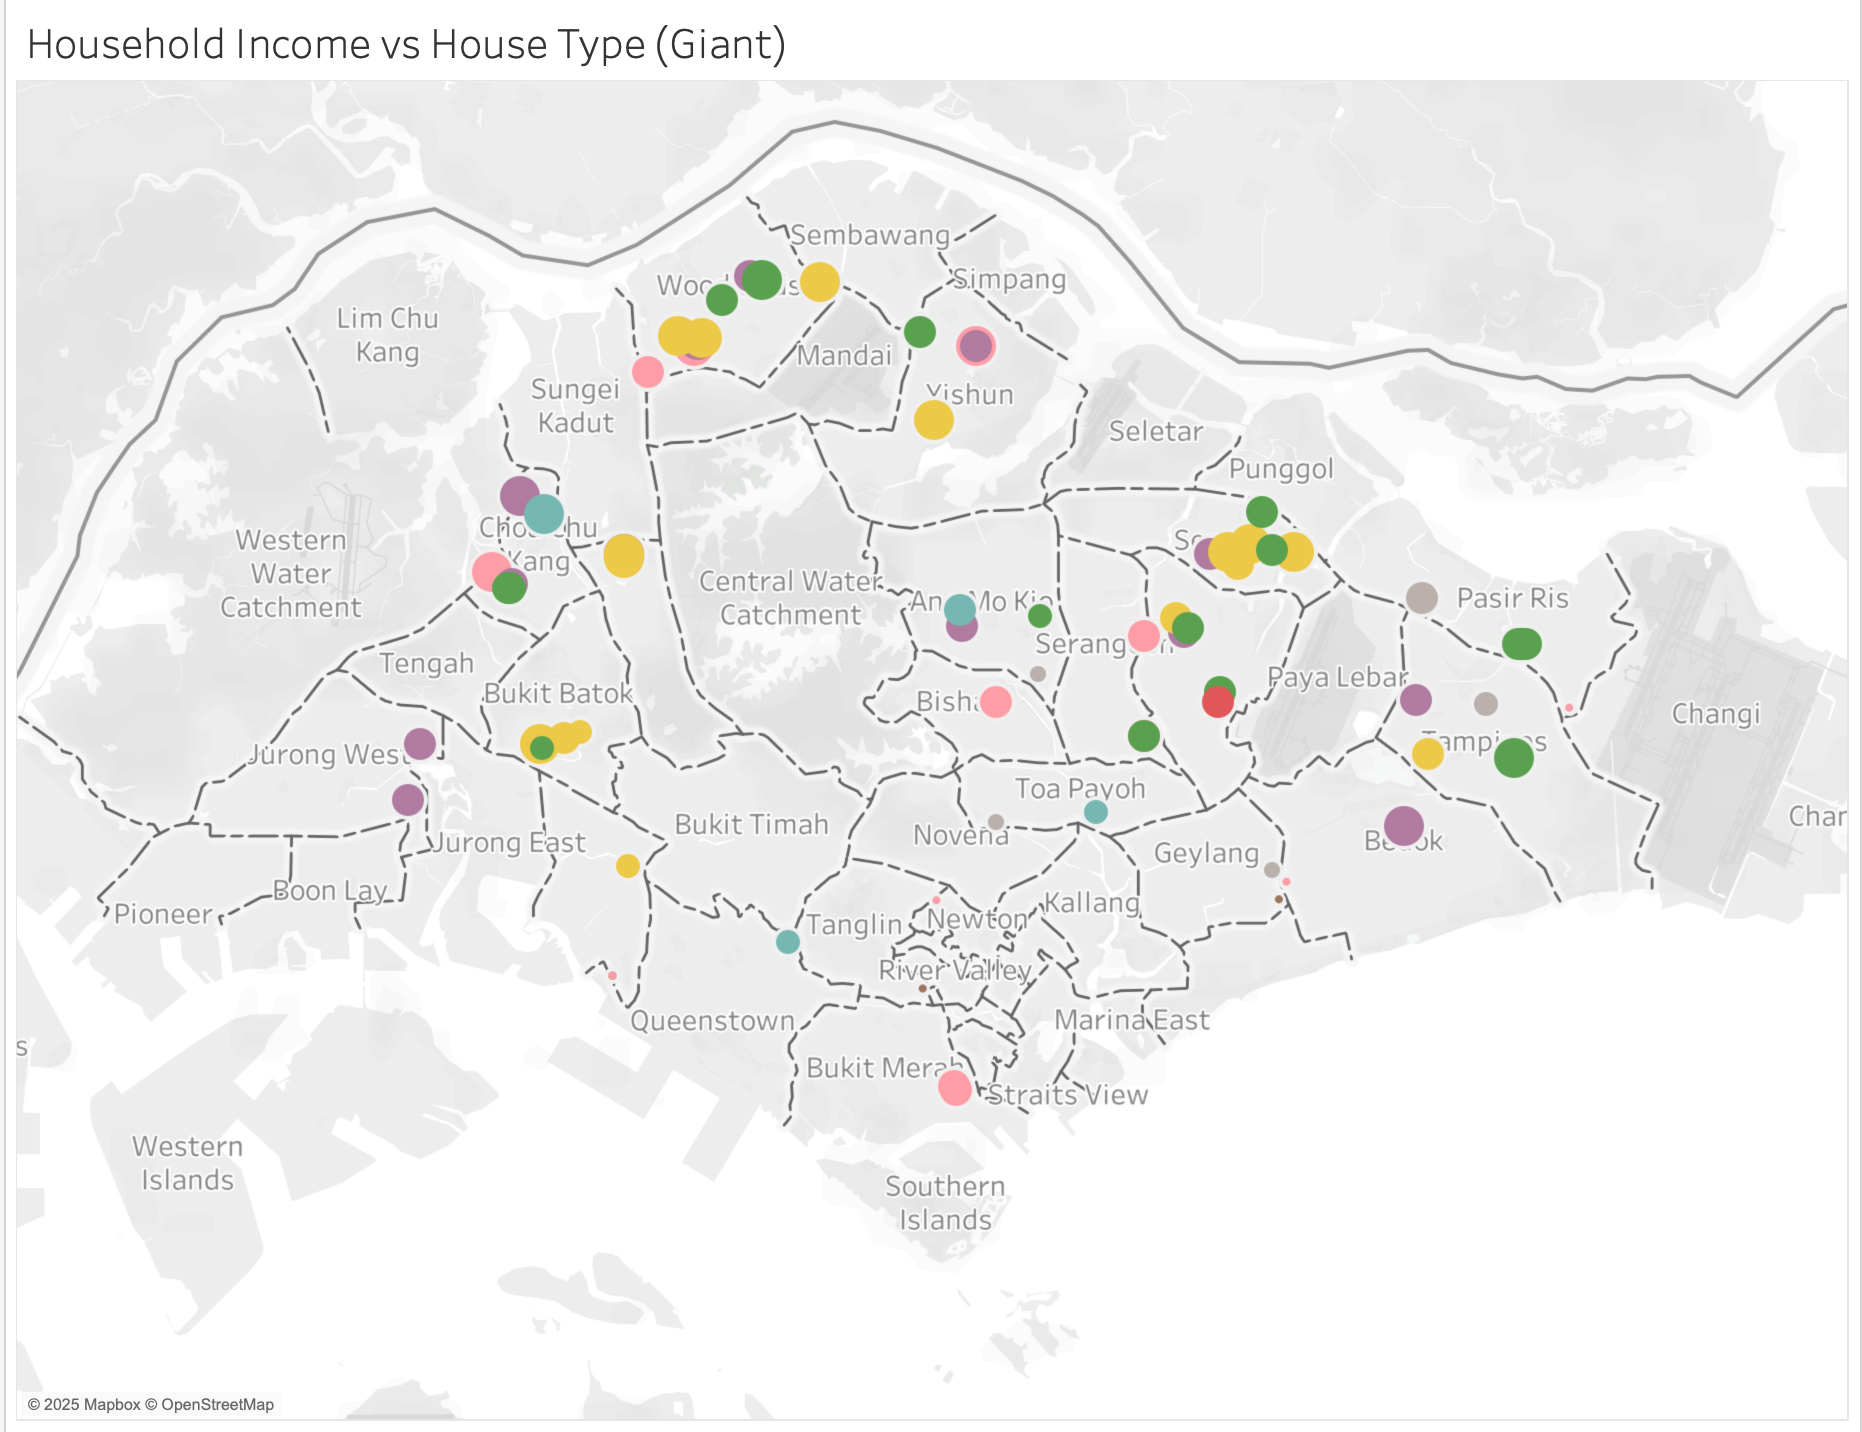 Household Income vs House Type (Giant)
Sembawang
Simpang
Lim Chu
Kang
Mandai
Sungei
Kadut
Yishun
Seletar
Punggol
Western
Water
Catchment
Kang
Central Water
Catchment
Pasir Ris
Tengah
Bukit Batok
Paya Lebar
Changi
Jurong West
Toa Payoh
Bukit Timah
Novena
Jurong East
Geylang
Boon Lay
Pioneer
Tanglin
Newton
Kallang
River Valley
Queenstown
Marina East
Bukit Merah
Straits View
Western
Islands
Southern
Islands
© 2025 Mapbox © OpenStreetMap